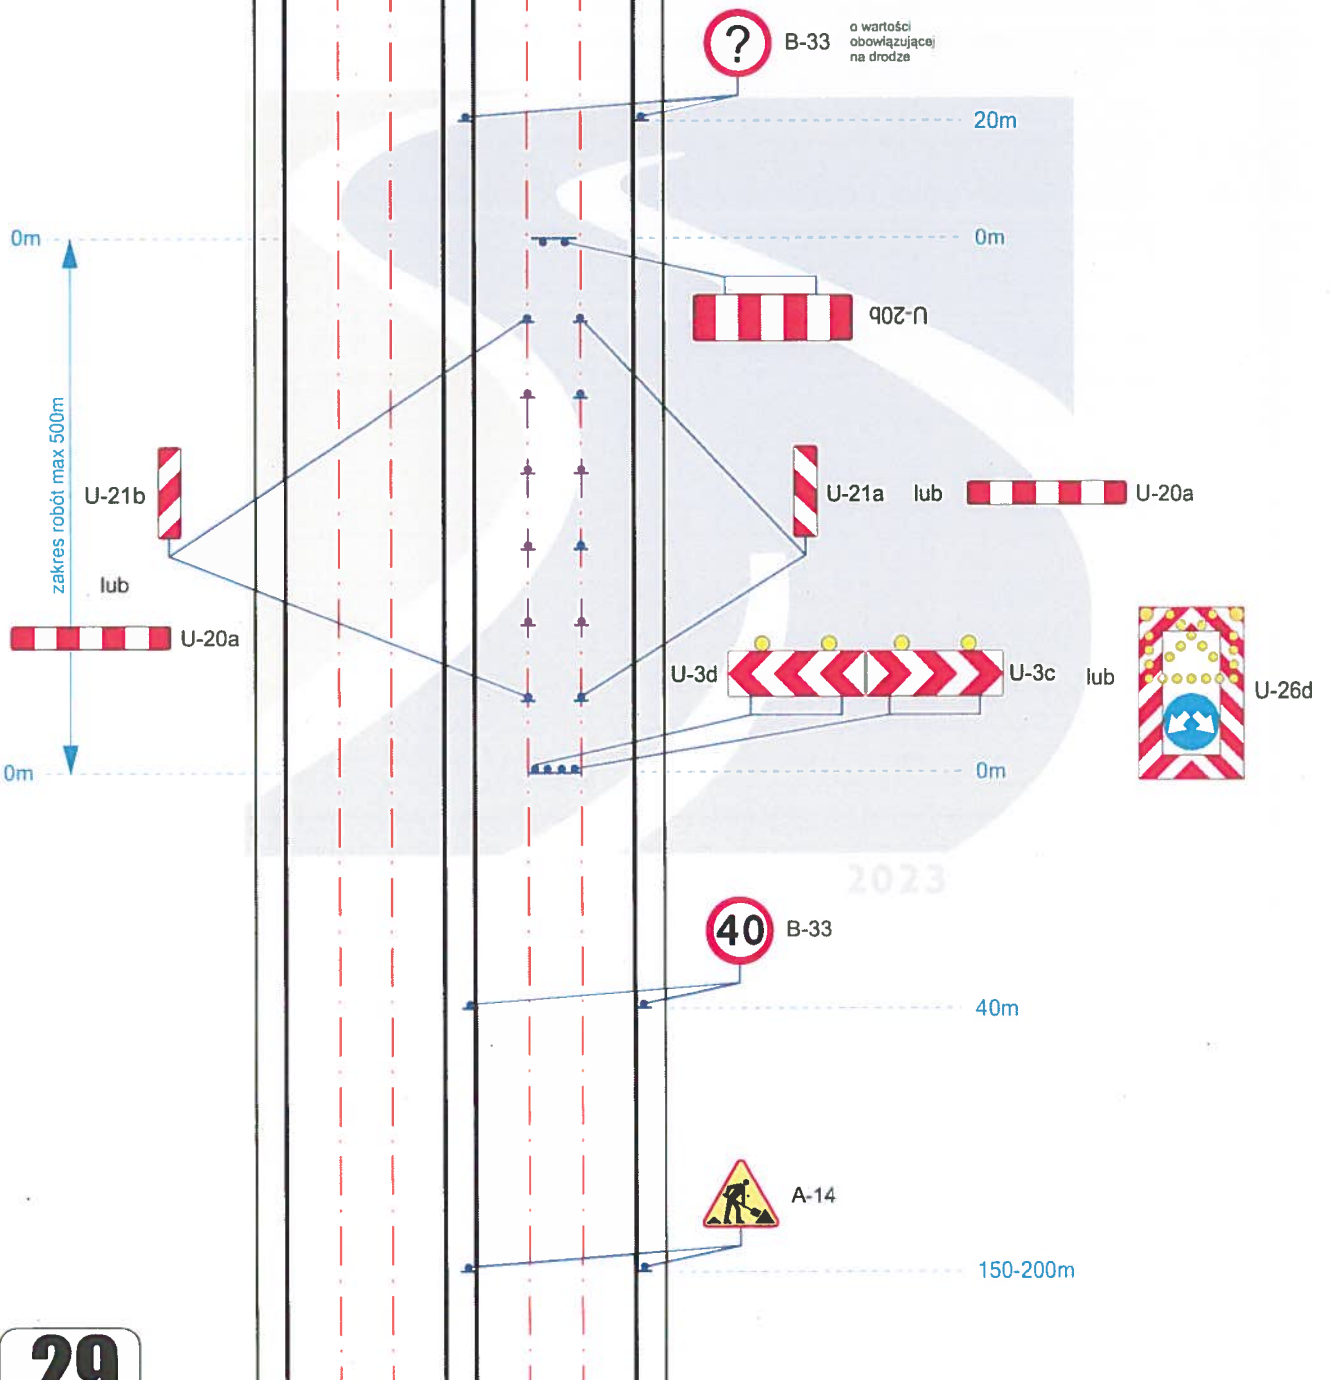 ?
B-33
o wartości
obowiązującej
na drodze
20m
0m
0m
U-20b
zakres robót max 500m
U-21b
U-21a lub
U-20a
lub
U-20a
U-3d
U-3c
lub
U-26d
0m
0m
2023
40
B-33
40m
A-14
150-200m
29